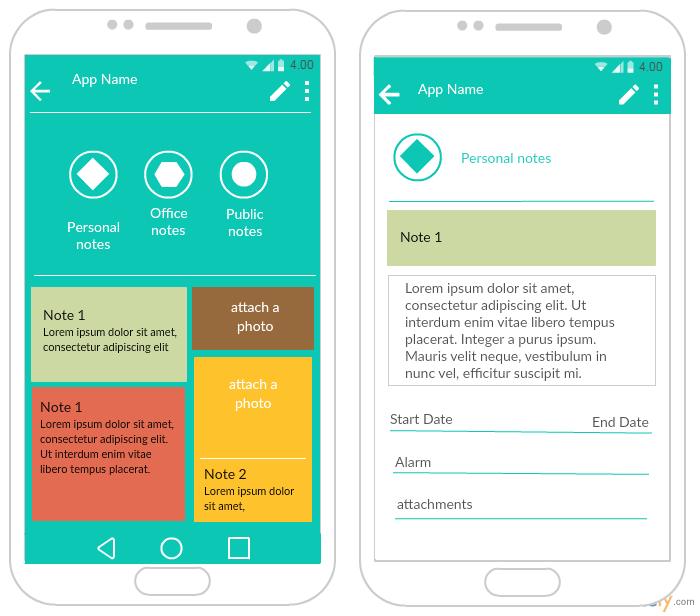 4.00
App Name
Personal
notes
Office
notes
Public
notes
Note 1
Lorem ipsum dolor sit amet,
consectetur adipiscing elit
attach a
photo
Note 1
Lorem ipsum dolor sit amet,
consectetur adipiscing elit.
Ut interdum enim vitae
libero tempus placerat.
attach a
photo
Note 2
Lorem ipsum dolor
sit amet,
4.00
App Name
Personal notes
Note 1
Lorem ipsum dolor sit amet,
consectetur adipiscing elit. Ut
interdum enim vitae libero tempus
placerat. Integer a purus ipsum.
Mauris velit neque, vestibulum in
nunc vel, efficitur suscipit mi.
Start Date
End Date
Alarm
attachments
.com